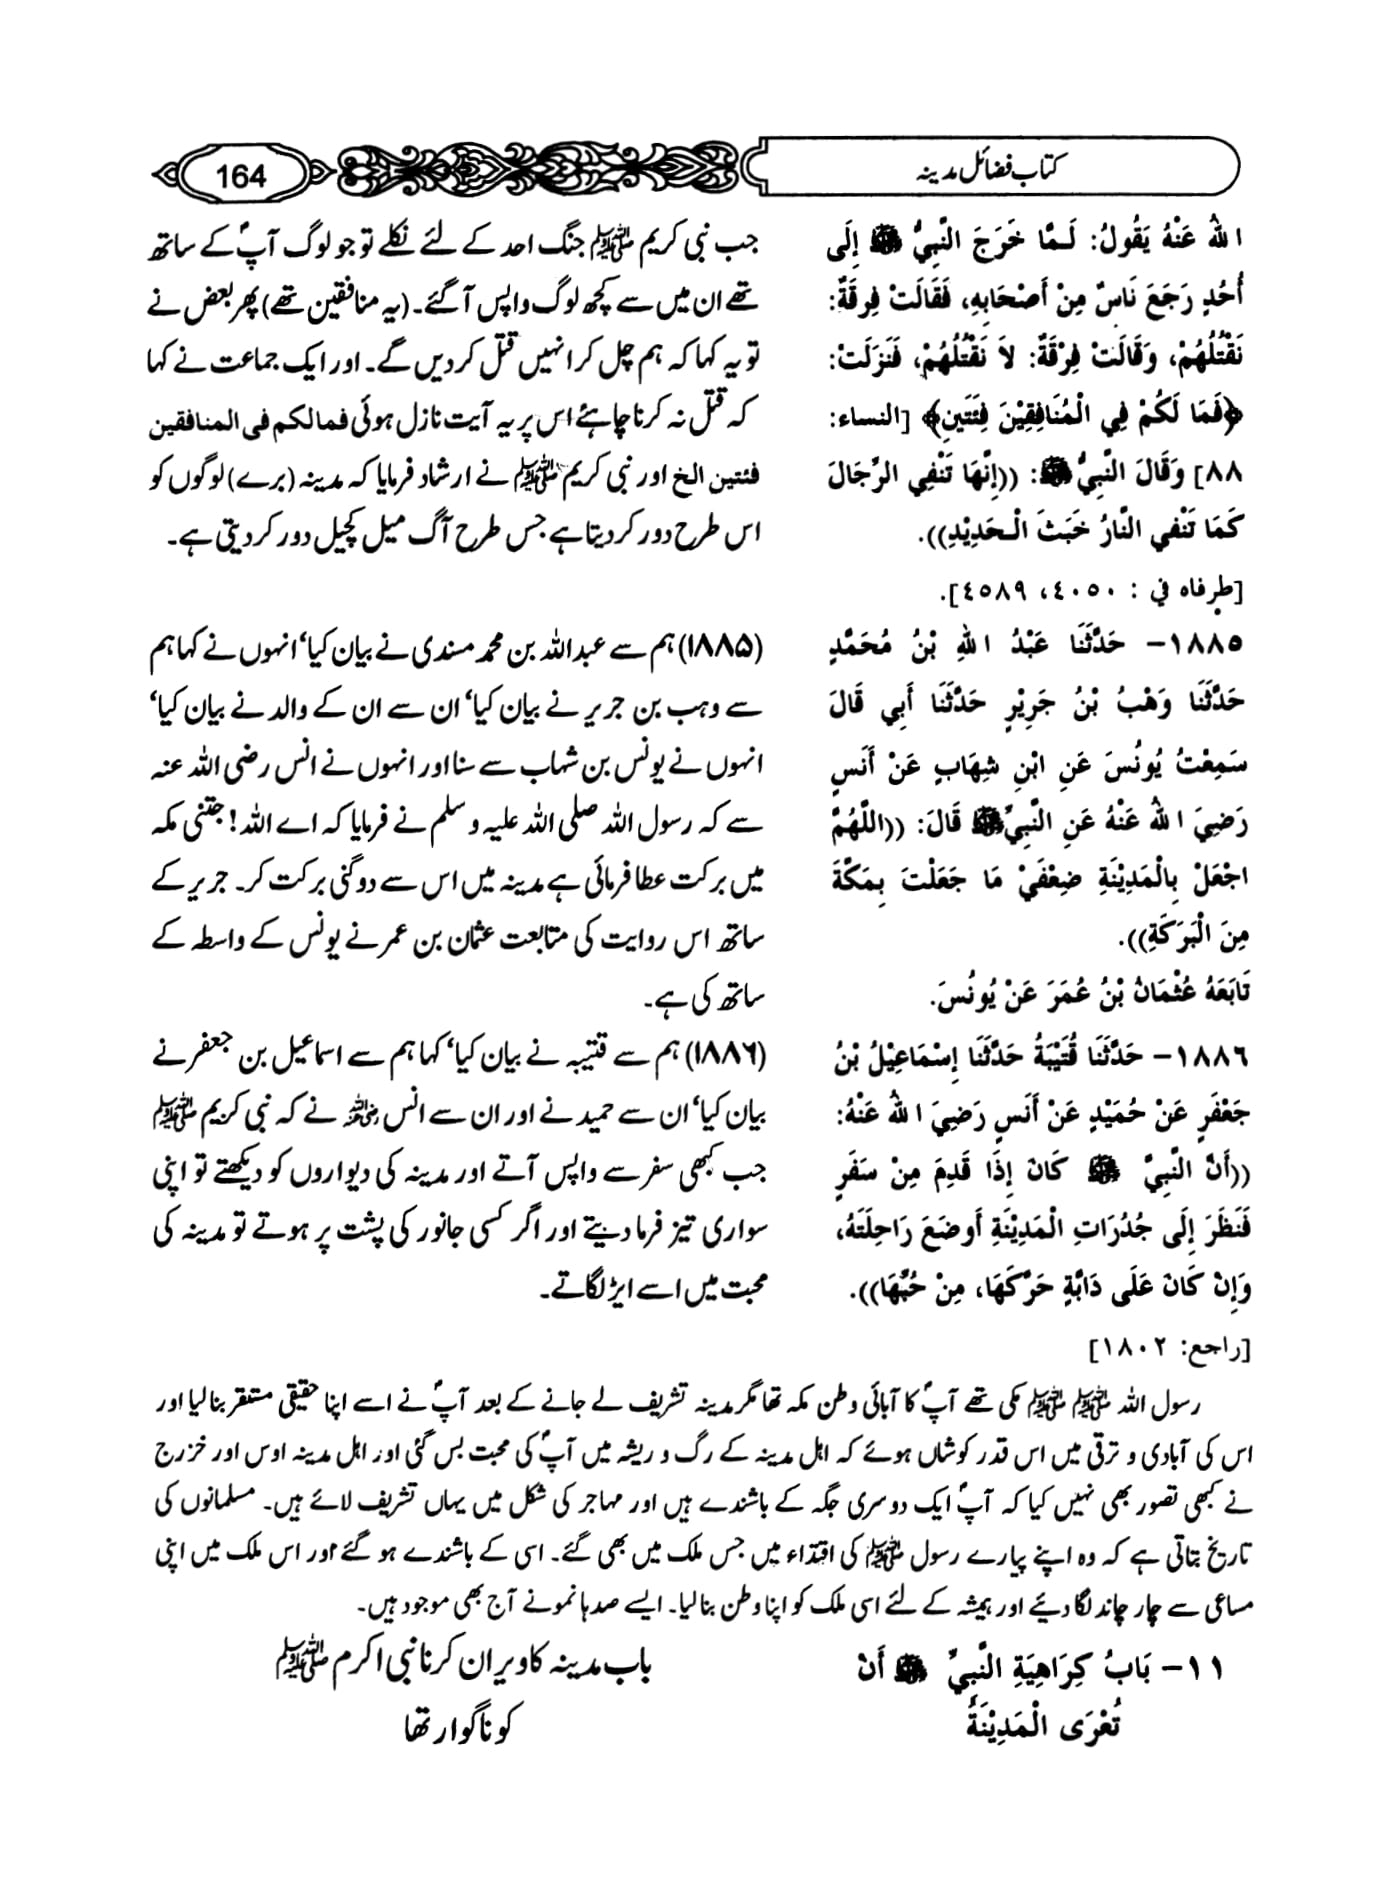 164
کتاب فضائل مدینہ
ا للهُ عَنْهُ يَقُولُ: لَـمَّا خَرَجَ النَّبِيُّ ﷺ إِلَى
أُحُدٍ رَجَعَ نَاسٌ مِنْ أَصْحَابِهِ، فَقَالَتْ فِرقَةٌ:
نَقْتُلُهُمْ، وَقَالَتْ فِرْقَةٌ: لاَ نَقْتُلُهُمْ، فَنَزَلَتْ:
﴿فَمَا لَكُمْ فِي الْمُنَافِقِيْنَ فِئَتَينِ﴾ [النساء:
٨٨] وَقَالَ النَّبِيُّ ﷺ: ((إِنَّهَا تَنْفِي الرِّجَالَ
كَمَا تَنْفِي النَّارُ خَبَثَ الْـحَدِيْدِ)).
[طرفاه في : ٤٠٥٠، ٤٥٨٩].
جب نبی کریم ﷺ جنگ احد کے لئے نکلے تو جو لوگ آپؐ کے ساتھ
تھے ان میں سے کچھ لوگ واپس آ گئے۔ (یہ منافقین تھے) پھر بعض نے
تو یہ کہا کہ ہم چل کر انہیں قتل کر دیں گے۔ اور ایک جماعت نے کہا
کہ قتل نہ کرنا چاہئے اس پر یہ آیت نازل ہوئی فمالکم فی المنافقین
فئتین الخ اور نبی کریم ﷺ نے ارشاد فرمایا کہ مدینہ (برے) لوگوں کو
اس طرح دور کر دیتا ہے جس طرح آگ میل کچیل دور کر دیتی ہے۔
١٨٨٥– حَدَّثَنَا عَبْدُ ا للهِ بْنُ مُحَمَّدٍ
حَدَّثَنَا وَهْبُ بْنُ جَرِيْرٍ حَدَّثَنَا أَبِي قَالَ
سَمِعْتُ يُونُسَ عَنِ ابْنِ شِهَابٍ عَنْ أَنَسٍ
رَضِيَ ا للهُ عَنْهُ عَنِ النَّبِيِّ ﷺ قَالَ: ((اللَّهُمَّ
اجْعَلْ بِالْمَدِيْنَةِ ضِعْفَيْ مَا جَعَلْتَ بِمَكَّةَ
مِنَ الْبَرَكَةِ)).
تَابَعَهُ عُثْمَانُ بْنُ عُمَرَ عَنْ يُونُسَ.
(۱۸۸۵) ہم سے عبداللہ بن محمد مسندی نے بیان کیا‘ انہوں نے کہا ہم
سے وہب بن جریر نے بیان کیا‘ ان سے ان کے والد نے بیان کیا‘
انہوں نے یونس بن شہاب سے سنا اور انہوں نے انس رضی اللہ عنہ
سے کہ رسول اللہ صلی اللہ علیہ و سلم نے فرمایا کہ اے اللہ! جتنی مکہ
میں برکت عطا فرمائی ہے مدینہ میں اس سے دوگنی برکت کر۔ جریر کے
ساتھ اس روایت کی متابعت عثمان بن عمر نے یونس کے واسطہ کے
ساتھ کی ہے۔
١٨٨٦– حَدَّثَنَا قُتَيْبَةُ حَدَّثَنَا إِسْمَاعِيْلُ بْنُ
جَعْفَرٍ عَنْ حُمَيْدٍ عَنْ أَنَسٍ رَضِيَ ا للهُ عَنْهُ:
((أَنَّ النَّبِيَّ ﷺ كَانَ إِذَا قَدِمَ مِنْ سَفَرٍ
فَنَظَرَ إِلَى جُدُرَاتِ الْمَدِيْنَةِ أَوضَعَ رَاحِلَتَهُ،
وَإِنْ كَانَ عَلَى دَابَّةٍ حَرَّكَهَا، مِنْ حُبِّهَا)).
[راجع: ١٨٠٢]
(۱۸۸۶) ہم سے قتیبہ نے بیان کیا‘ کہا ہم سے اسماعیل بن جعفر نے
بیان کیا‘ ان سے حمید نے اور ان سے انس رضی اللہ عنہ نے کہ نبی کریم ﷺ
جب کبھی سفر سے واپس آتے اور مدینہ کی دیواروں کو دیکھتے تو اپنی
سواری تیز فرما دیتے اور اگر کسی جانور کی پشت پر ہوتے تو مدینہ کی
محبت میں اسے ایڑ لگاتے۔
رسول اللہ ﷺ ﷺ مکی تھے آپؐ کا آبائی وطن مکہ تھا مگر مدینہ تشریف لے جانے کے بعد آپؐ نے اسے اپنا حقیقی مستقر بنا لیا اور
اس کی آبادی و ترقی میں اس قدر کوشاں ہوئے کہ اہل مدینہ کے رگ و ریشہ میں آپؐ کی محبت بس گئی اور اہل مدینہ اوس اور خزرج
نے کبھی تصور بھی نہیں کیا کہ آپؐ ایک دوسری جگہ کے باشندے ہیں اور مہاجر کی شکل میں یہاں تشریف لائے ہیں۔ مسلمانوں کی
تاریخ بتاتی ہے کہ وہ اپنے پیارے رسول ﷺ کی اقتداء میں جس ملک میں بھی گئے۔ اسی کے باشندے ہو گئے اور اس ملک میں اپنی
مساعی سے چار چاند لگا دیئے اور ہمیشہ کے لئے اسی ملک کو اپنا وطن بنا لیا۔ ایسے صدہا نمونے آج بھی موجود ہیں۔
١١– بَابُ كِرَاهِيَةِ النَّبِيِّ ﷺ أَنْ
تُعْرَى الْمَدِيْنَةُ
باب مدینہ کا ویران کرنا نبی اکرم ﷺ
کو ناگوار تھا